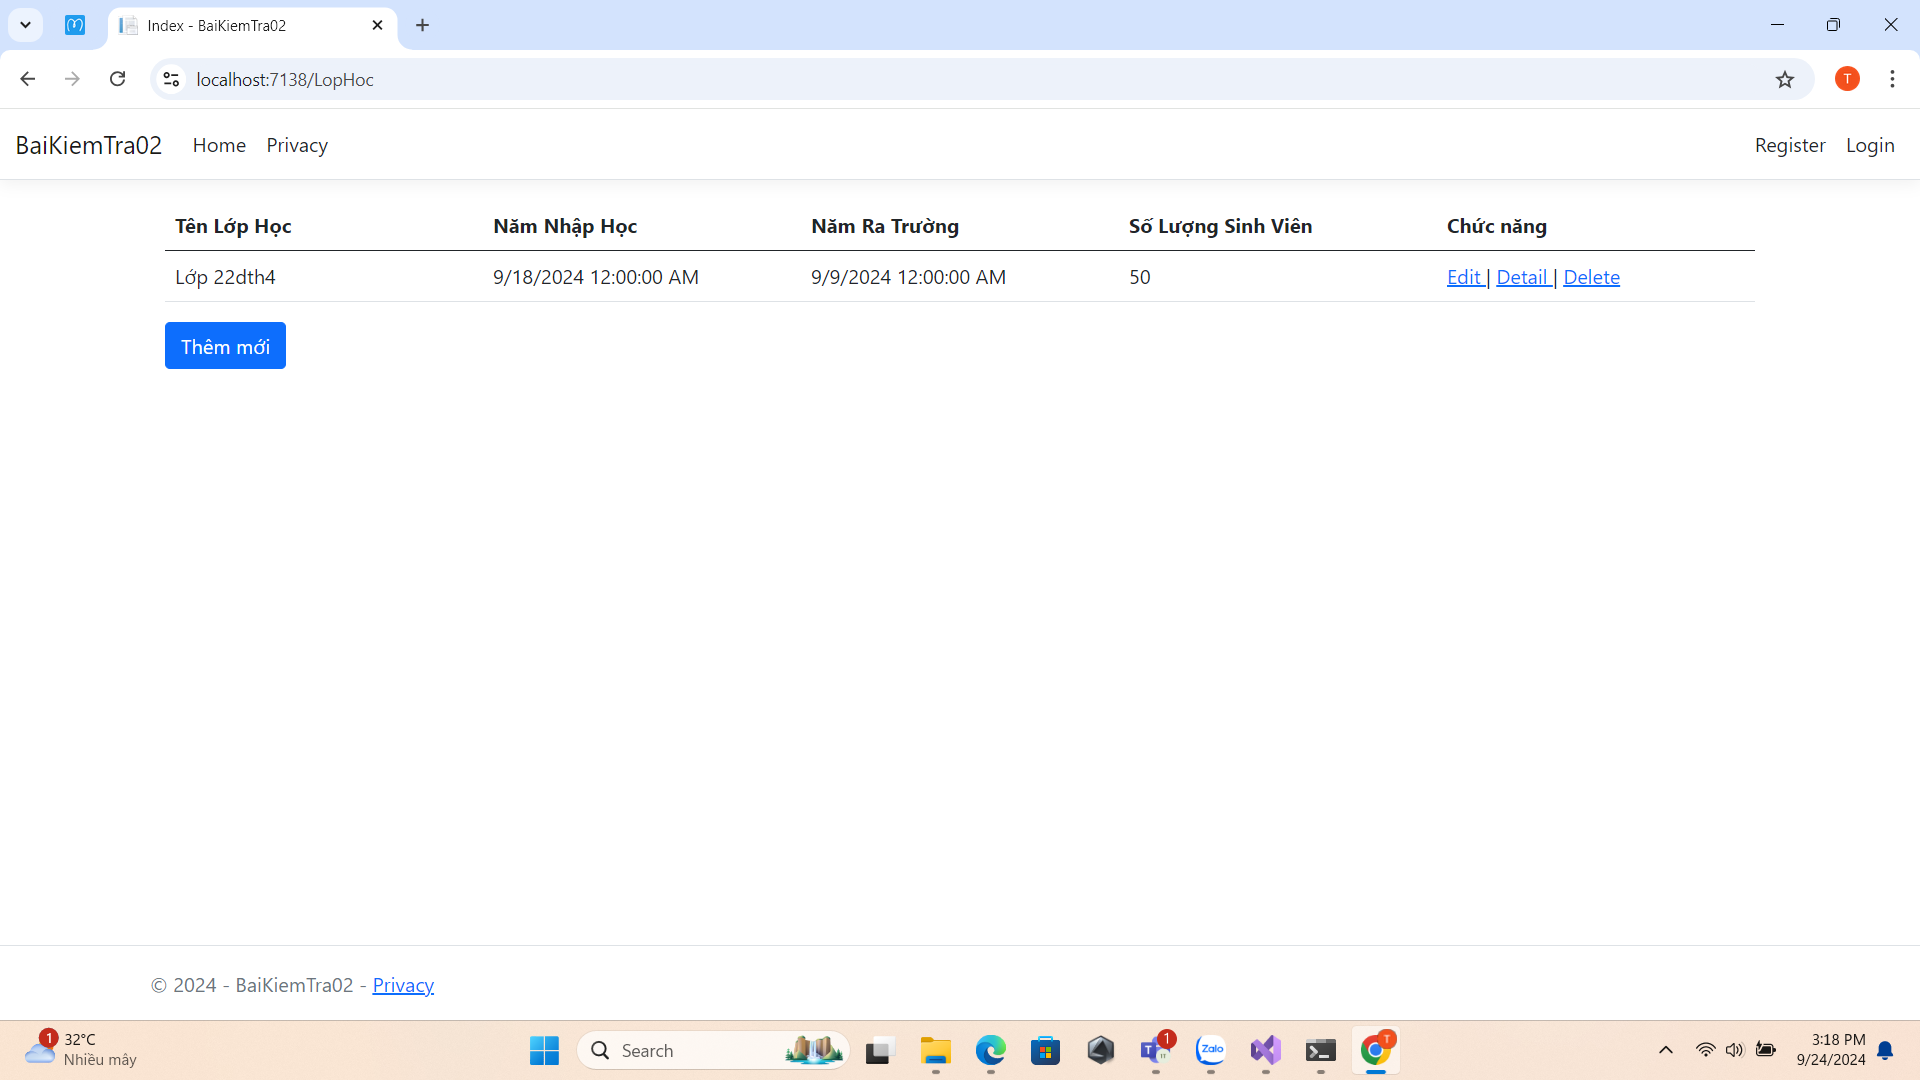 Index - BaiKiemTra02
localhost:7138/LopHoc
T
BaiKiemTra02 Home Privacy Register Login
Tên Lớp Học Năm Nhập Học Năm Ra Trường Số Lượng Sinh Viên Chức năng
Lớp 22dth4 9/18/2024 12:00:00 AM 9/9/2024 12:00:00 AM 50 Edit | Detail | Delete
Thêm mới
© 2024 - BaiKiemTra02 - Privacy
1 32°C
Nhiều mây
Search
1
T
Zalo
T
3:18 PM
9/24/2024